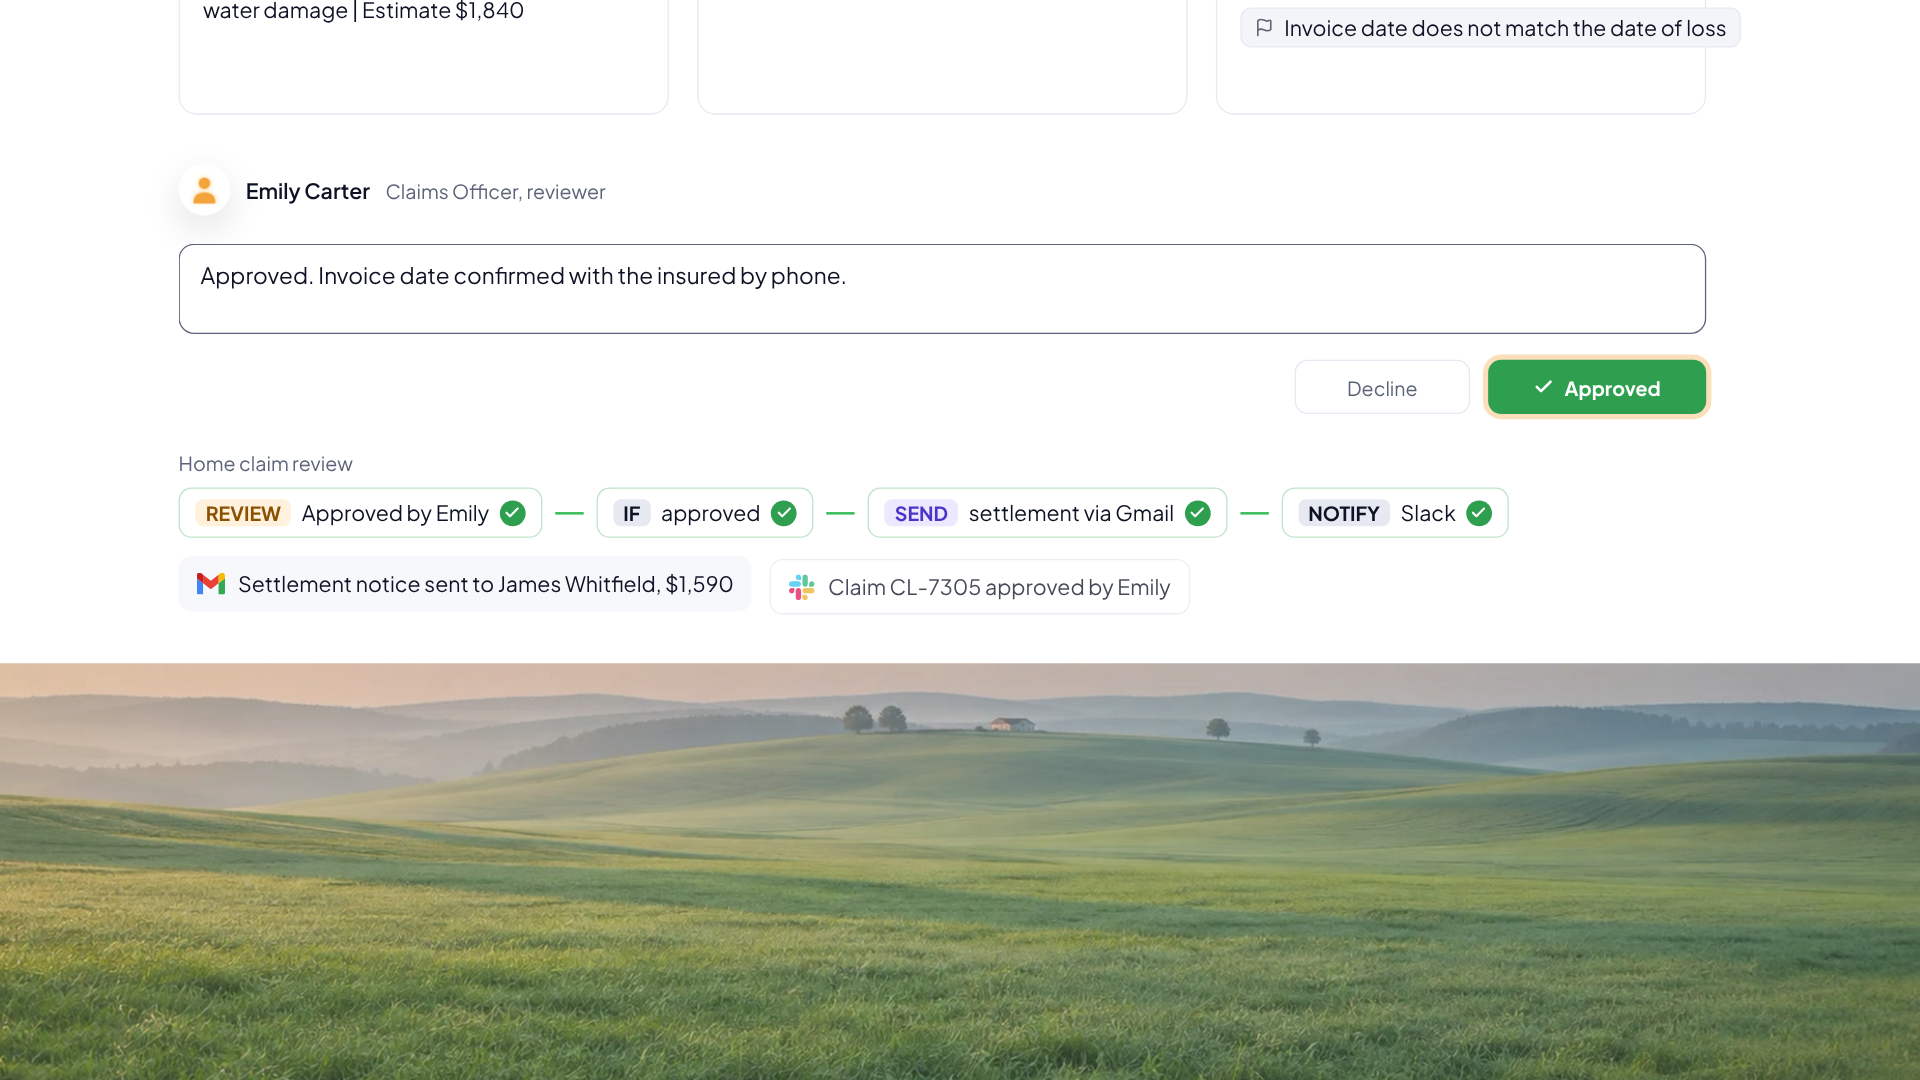 water damage | Estimate $1,840
Invoice date does not match the date of loss
Emily Carter Claims Officer, reviewer
Approved. Invoice date confirmed with the insured by phone.
Decline
Approved
Home claim review
REVIEW Approved by Emily
IF approved
SEND settlement via Gmail
NOTIFY Slack
Settlement notice sent to James Whitfield, $1,590
Claim CL-7305 approved by Emily